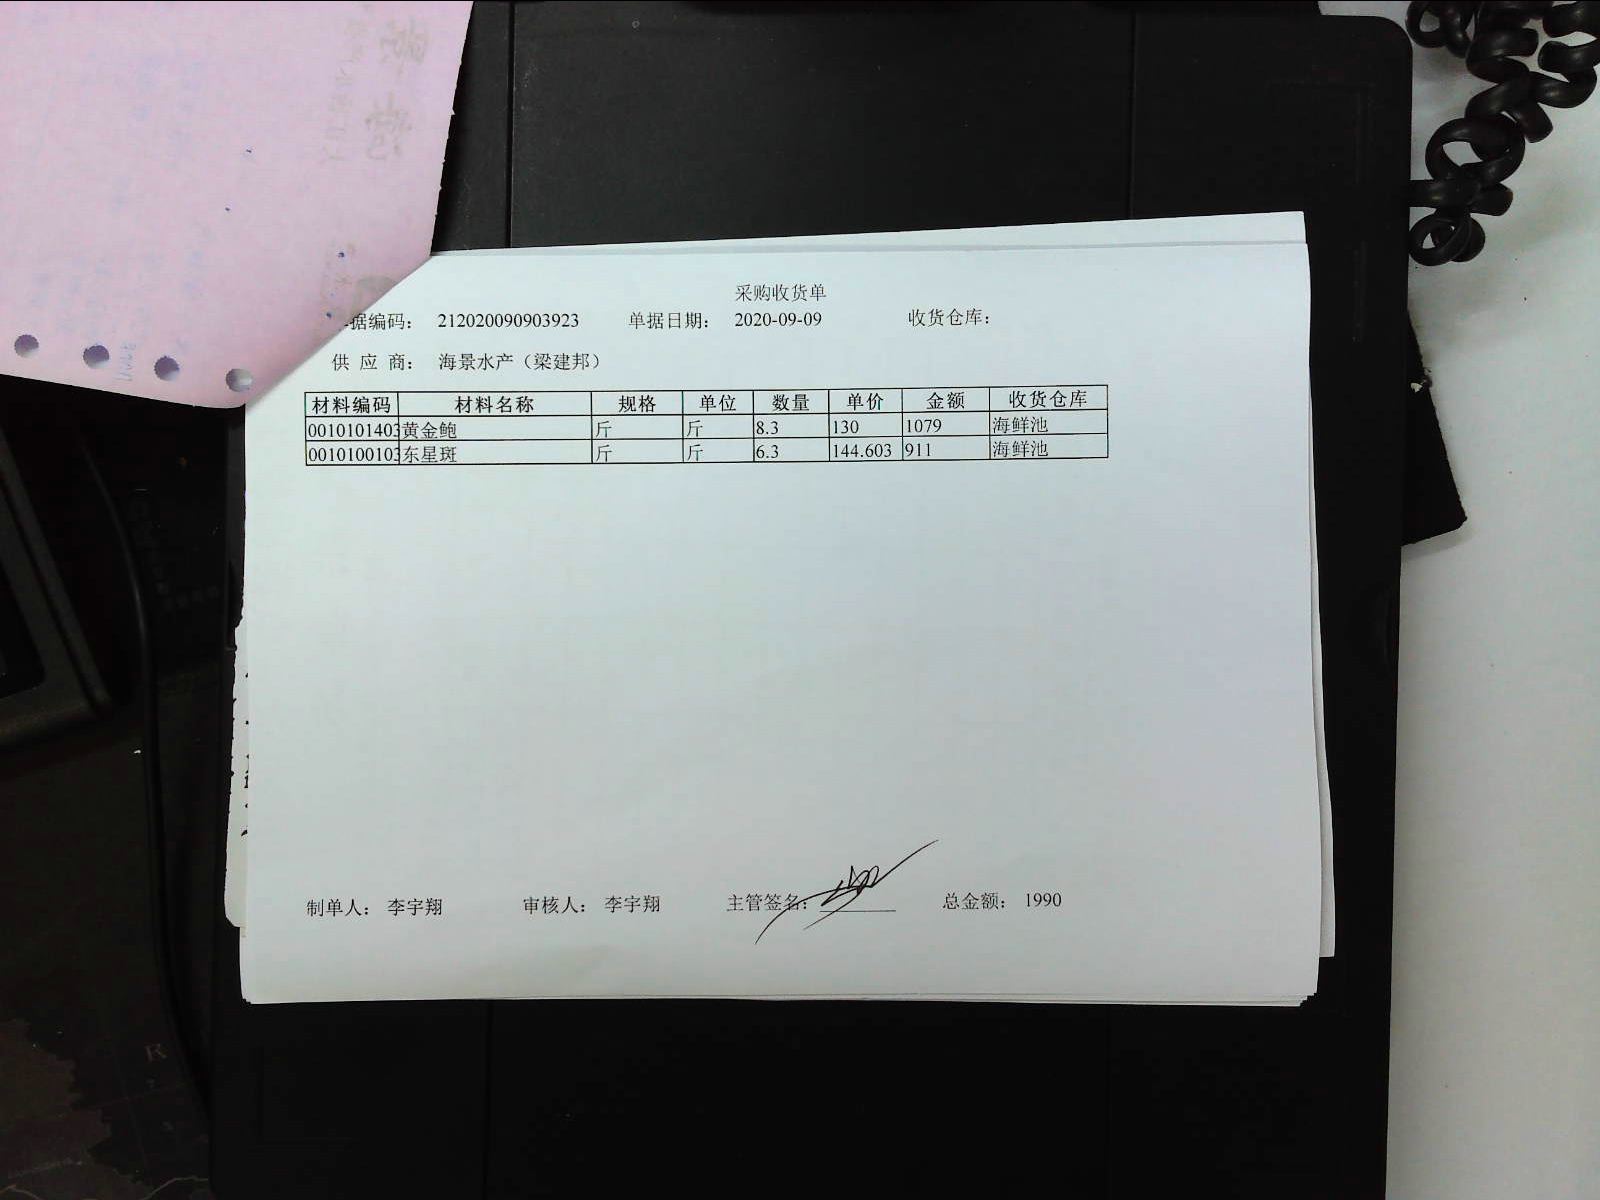 采购收货单
据编码： 212020090903923 单据日期： 2020-09-09 收货仓库：
供 应 商： 海景水产（梁建邦）
材料编码 材料名称 规格 单位 数量 单价 金额 收货仓库
0010101403 黄金鲍 斤 斤 8.3 130 1079 海鲜池
0010100103 东星斑 斤 斤 6.3 144.603 911 海鲜池
制单人： 李宇翔 审核人： 李宇翔 主管签名： 总金额： 1990